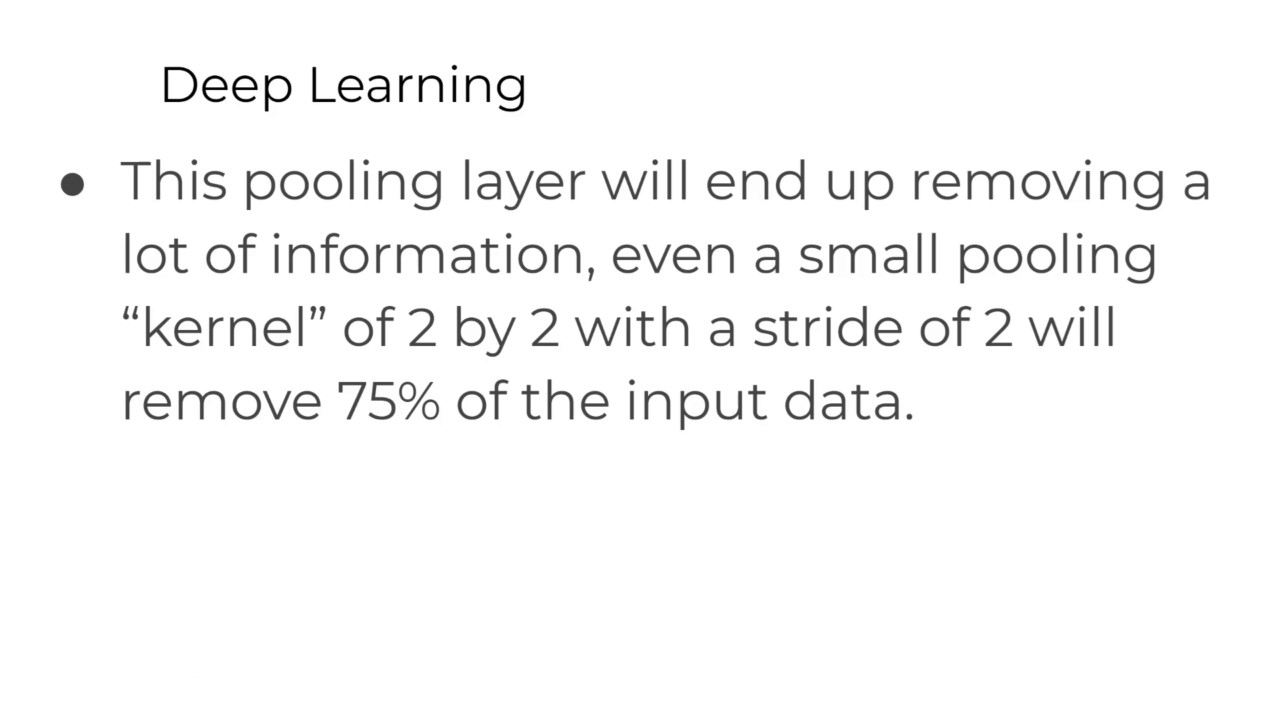 Deep Learning
● This pooling layer will end up removing a
lot of information, even a small pooling
“kernel” of 2 by 2 with a stride of 2 will
remove 75% of the input data.